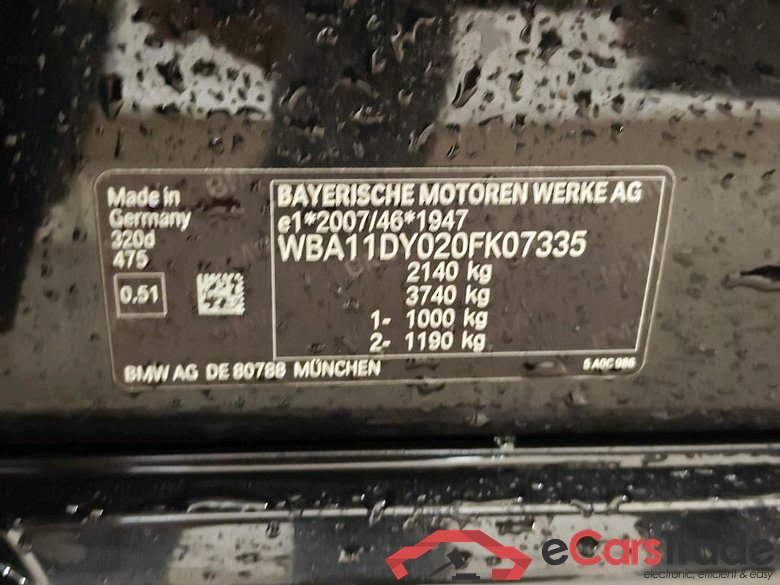 Made in
Germany
320d
475
0.51
BAYERISCHE MOTOREN WERKE AG
e1*2007/46*1947
WBA11DY020FK07335
2140 kg
3740 kg
1- 1000 kg
2- 1190 kg
BMW AG DE 80788 MÜNCHEN
eCarsTrade
electronic, efficient & easy